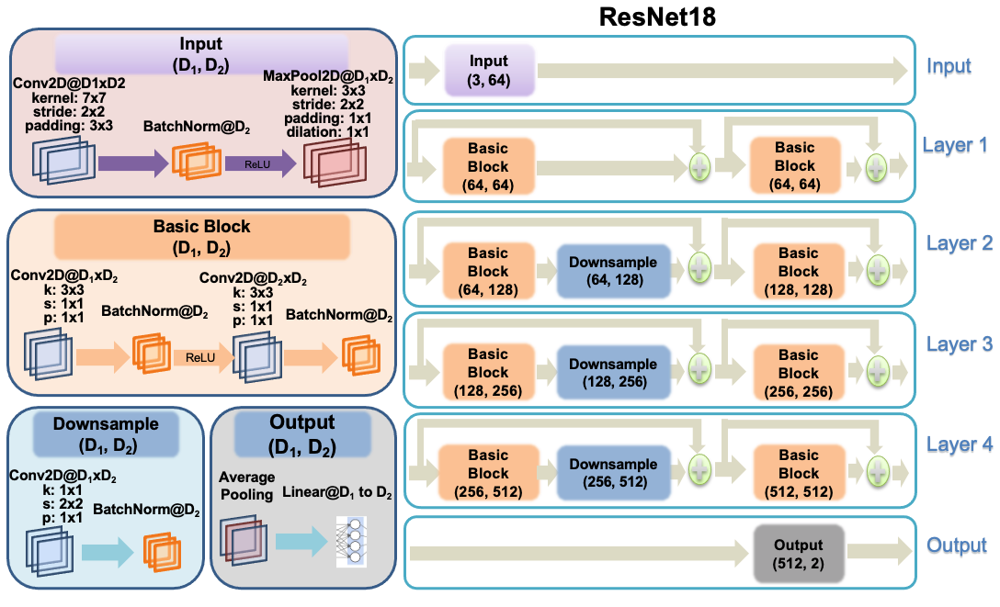 ResNet18
Input
(D1, D2)
Conv2D@D1xD2
kernel: 7x7
stride: 2x2
padding: 3x3
BatchNorm@D2
ReLU
MaxPool2D@D1xD2
kernel: 3x3
stride: 2x2
padding: 1x1
dilation: 1x1
Basic Block
(D1, D2)
Conv2D@D1xD2
k: 3x3
s: 1x1
p: 1x1
BatchNorm@D2
ReLU
Conv2D@D2xD2
k: 3x3
s: 1x1
p: 1x1
BatchNorm@D2
Downsample
(D1, D2)
Conv2D@D1xD2
k: 1x1
s: 2x2
p: 1x1
BatchNorm@D2
Output
(D1, D2)
Average
Pooling
Linear@D1 to D2
Input
(3, 64)
Input
Basic
Block
(64, 64)
Basic
Block
(64, 64)
Layer 1
Basic
Block
(64, 128)
Downsample
(64, 128)
Basic
Block
(128, 128)
Layer 2
Basic
Block
(128, 256)
Downsample
(128, 256)
Basic
Block
(256, 256)
Layer 3
Basic
Block
(256, 512)
Downsample
(256, 512)
Basic
Block
(512, 512)
Layer 4
Output
(512, 2)
Output